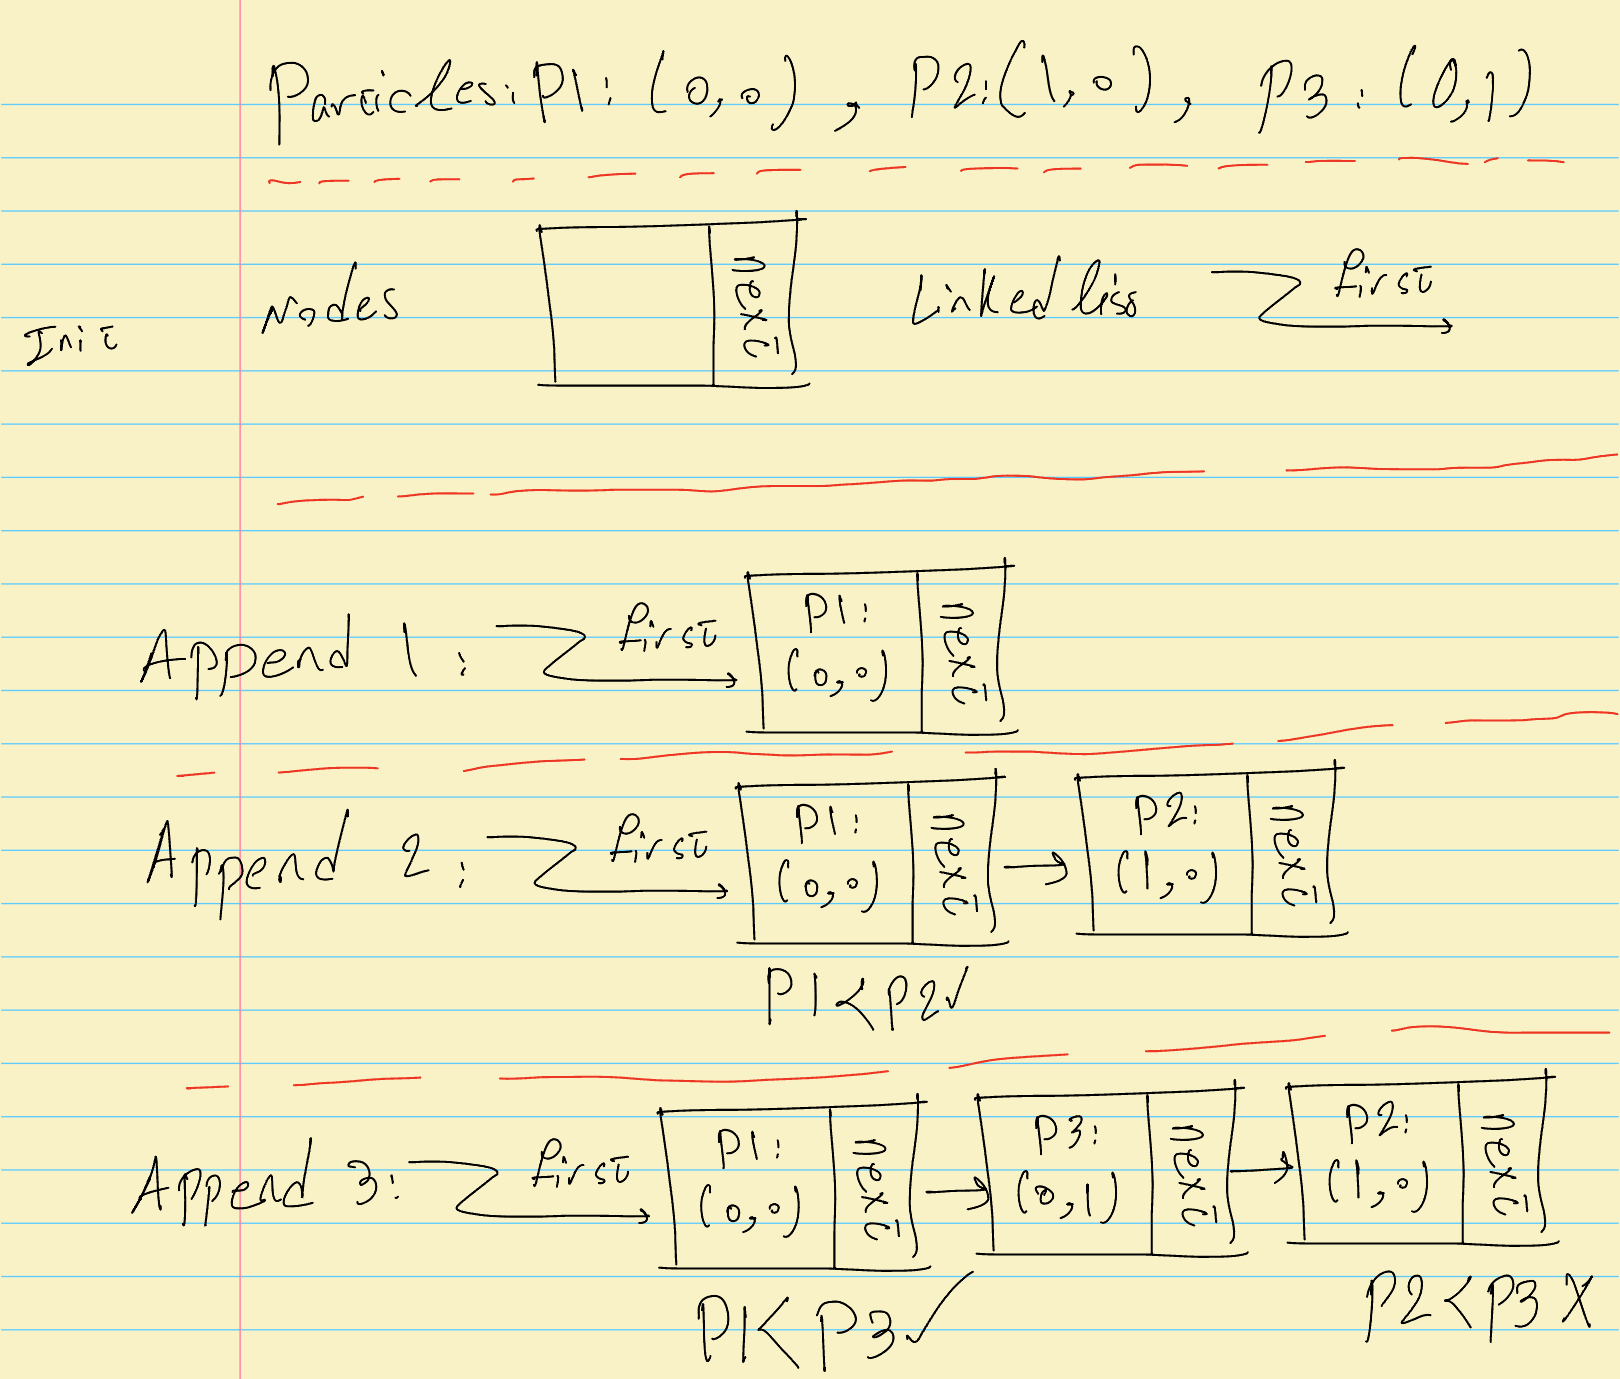 Particles: P1: (0,0), P2: (1,0), P3: (0,1)
Init
Nodes next Linked liss first
Append 1: first P1: (0,0) next
Append 2: first P1: (0,0) next → P2: (1,0) next
P1 < P2 ✓
Append 3: first P1: (0,0) next → P3: (0,1) next → P2: (1,0) next
P1 < P3 ✓ P2 < P3 X